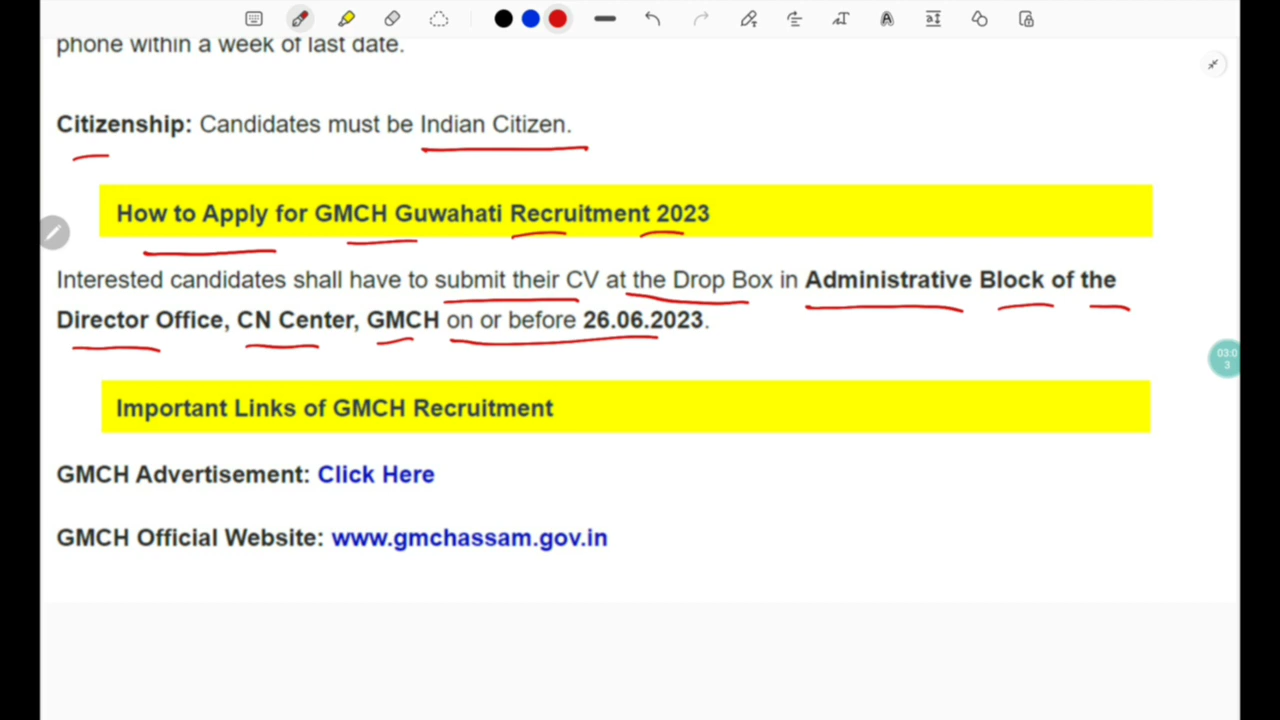 phone within a week of last date.
Citizenship: Candidates must be Indian Citizen.
How to Apply for GMCH Guwahati Recruitment 2023
Interested candidates shall have to submit their CV at the Drop Box in Administrative Block of the
Director Office, CN Center, GMCH on or before 26.06.2023.
03:0
3
Important Links of GMCH Recruitment
GMCH Advertisement: Click Here
GMCH Official Website: www.gmchassam.gov.in